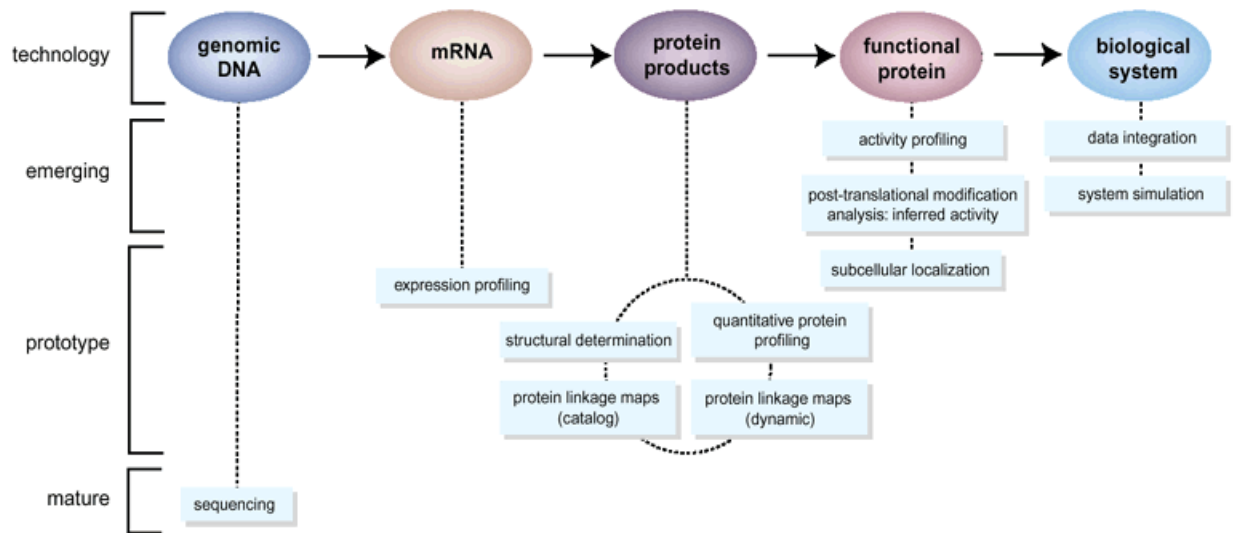 technology
genomic
DNA
mRNA
protein
products
functional
protein
biological
system
emerging
activity profiling
data integration
post-translational modification
analysis: inferred activity
system simulation
subcellular localization
prototype
expression profiling
structural determination
quantitative protein
profiling
protein linkage maps
(catalog)
protein linkage maps
(dynamic)
mature
sequencing